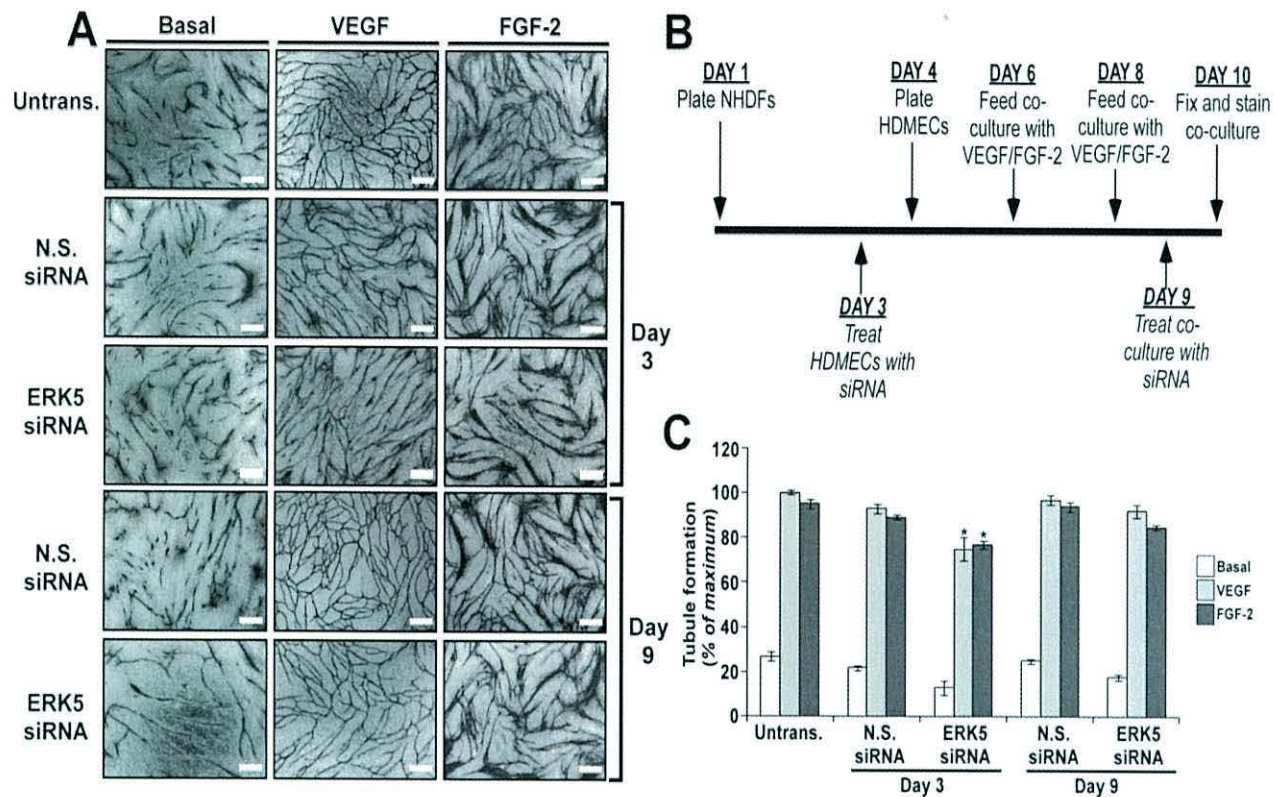 A
Basal
VEGF
FGF-2
Untrans.
N.S.
siRNA
ERK5
siRNA
Day
3
N.S.
siRNA
ERK5
siRNA
Day
9
B
DAY 1
Plate NHDFs
DAY 4
Plate
HDMECs
DAY 6
Feed co-
culture with
VEGF/FGF-2
DAY 8
Feed co-
culture with
VEGF/FGF-2
DAY 10
Fix and stain
co-culture
DAY 3
Treat
HDMECs with
siRNA
DAY 9
Treat co-
culture with
siRNA
C
Tubule formation
(% of maximum)
120
100
80
60
40
20
0
* *
Basal
VEGF
FGF-2
Untrans.
N.S.
siRNA
ERK5
siRNA
N.S.
siRNA
ERK5
siRNA
Day 3
Day 9